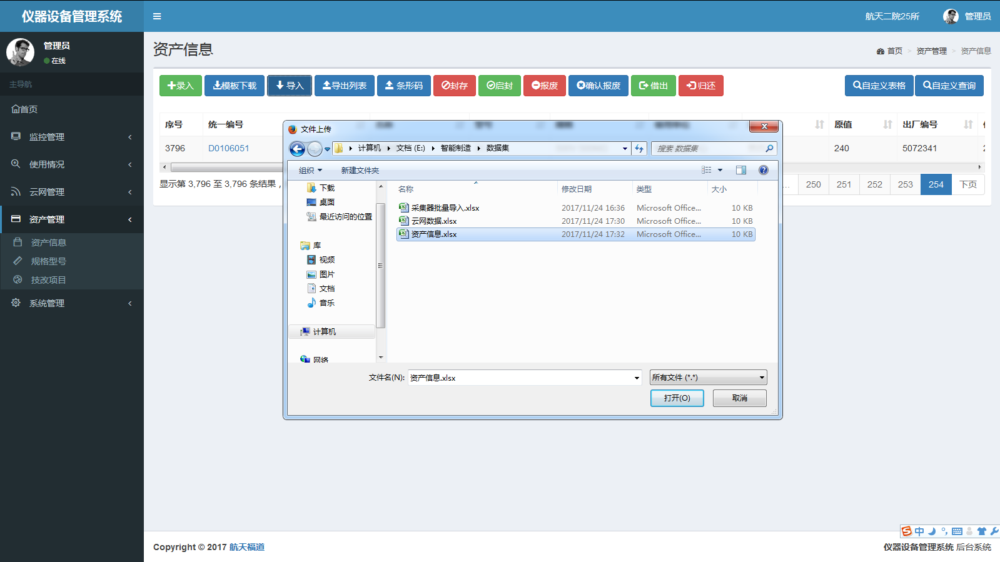 仪器设备管理系统
航天二院25所
管理员
管理员
在线
主导航
首页
监控管理
使用情况
云网管理
资产管理
资产信息
规格型号
技改项目
系统管理
资产信息
首页 > 资产管理 > 资产信息
录入 模板下载 导入 导出列表 条形码 封存 启封 报废 确认报废 借出 归还 自定义表格 自定义查询
序号 统一编号 原值 出厂编号
3796 D0106051 240 5072341
显示第 3,796 至 3,796 条结果，
... 250 251 252 253 254 下页
文件上传
计算机 文档 (E:) 智能制造 数据集
搜索 数据集
组织 新建文件夹
下载
桌面
最近访问的位置
库
视频
图片
文档
音乐
计算机
网络
名称 修改日期 类型 大小
采集器批量导入.xlsx 2017/11/24 16:36 Microsoft Office... 10 KB
云网数据.xlsx 2017/11/24 17:30 Microsoft Office... 10 KB
资产信息.xlsx 2017/11/24 17:32 Microsoft Office... 10 KB
文件名(N): 资产信息.xlsx 所有文件 (*.*)
打开(O) 取消
中
Copyright © 2017 航天福道
仪器设备管理系统 后台系统